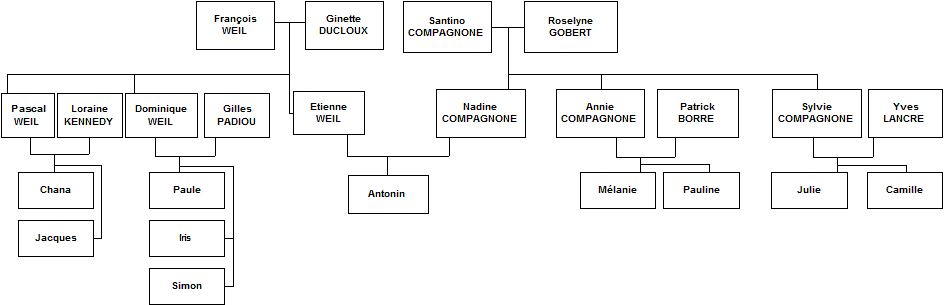 François
WEIL
Ginette
DUCLOUX
Santino
COMPAGNONE
Roselyne
GOBERT
Pascal
WEIL
Loraine
KENNEDY
Dominique
WEIL
Gilles
PADIOU
Etienne
WEIL
Nadine
COMPAGNONE
Annie
COMPAGNONE
Patrick
BORRE
Sylvie
COMPAGNONE
Yves
LANCRE
Chana
Paule
Antonin
Mélanie
Pauline
Julie
Camille
Jacques
Iris
Simon